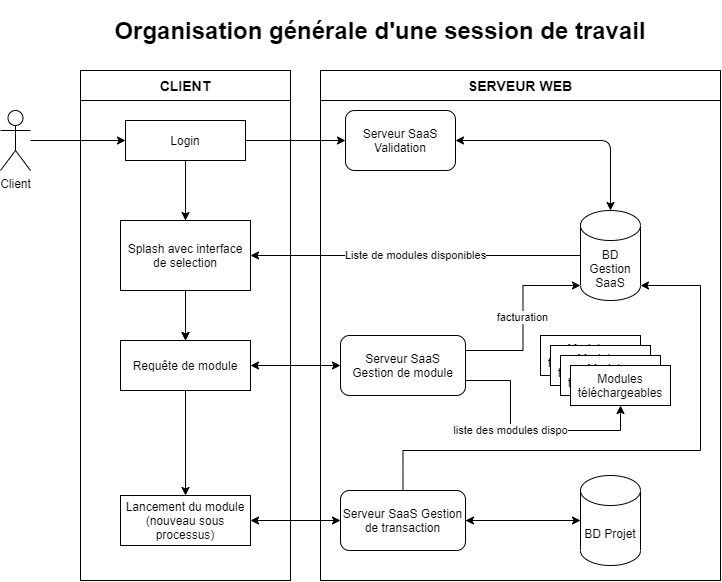 Organisation générale d'une session de travail
CLIENT
SERVEUR WEB
Client
Login
Serveur SaaS
Validation
Splash avec interface
de selection
Liste de modules disponibles
BD
Gestion
SaaS
facturation
Requête de module
Serveur SaaS
Gestion de module
Modules
téléchargeables
liste des modules dispo
Lancement du module
(nouveau sous
processus)
Serveur SaaS Gestion
de transaction
BD Projet